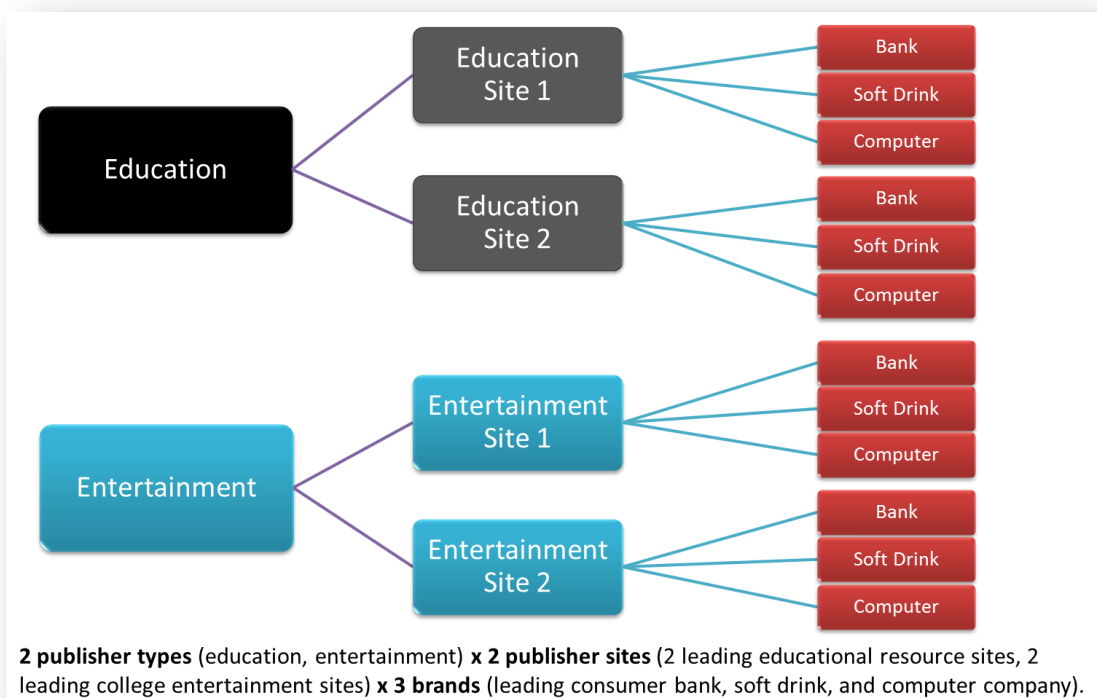 Education
Education
Site 1
Bank
Soft Drink
Computer
Education
Site 2
Bank
Soft Drink
Computer
Entertainment
Entertainment
Site 1
Bank
Soft Drink
Computer
Entertainment
Site 2
Bank
Soft Drink
Computer
2 publisher types (education, entertainment) x 2 publisher sites (2 leading educational resource sites, 2
leading college entertainment sites) x 3 brands (leading consumer bank, soft drink, and computer company).